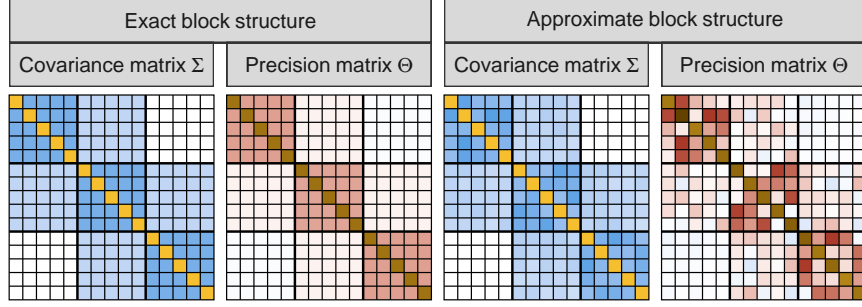 Exact block structure
Approximate block structure
Covariance matrix Σ
Precision matrix Θ
Covariance matrix Σ
Precision matrix Θ